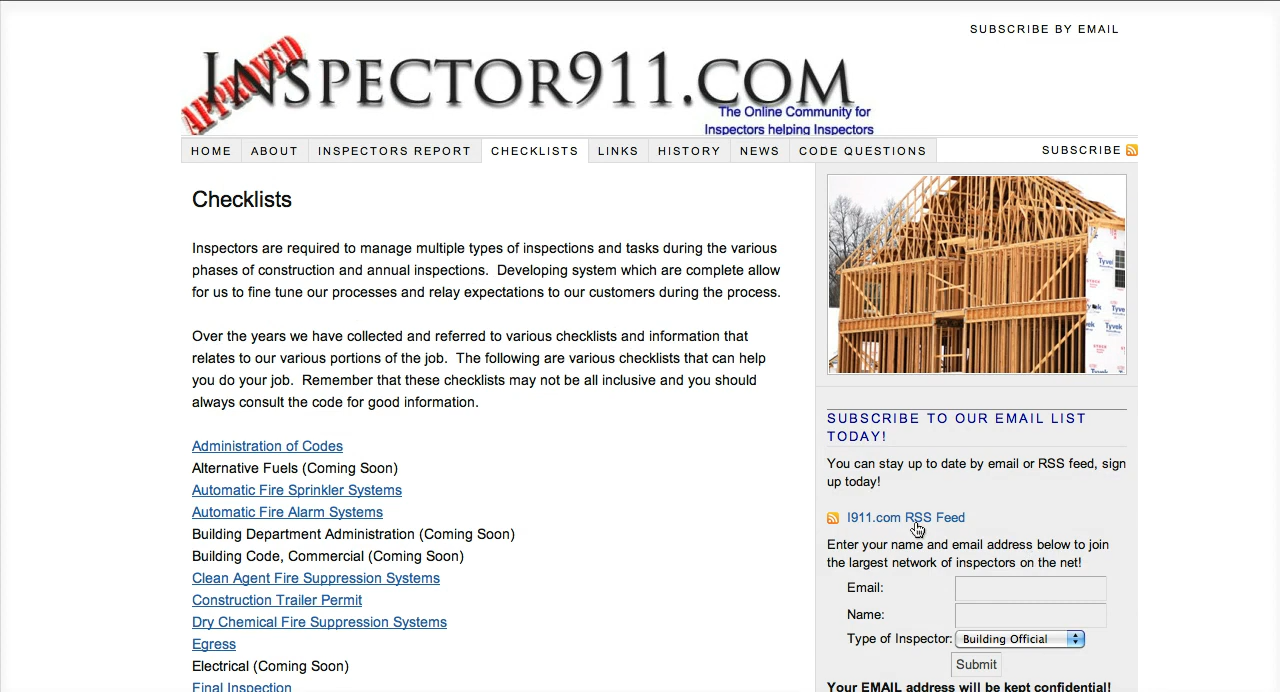 SUBSCRIBE BY EMAIL
APPROVED
INSPECTOR911.COM
The Online Community for
Inspectors helping Inspectors
HOME ABOUT INSPECTORS REPORT CHECKLISTS LINKS HISTORY NEWS CODE QUESTIONS SUBSCRIBE
Checklists
Inspectors are required to manage multiple types of inspections and tasks during the various
phases of construction and annual inspections.  Developing system which are complete allow
for us to fine tune our processes and relay expectations to our customers during the process.
Over the years we have collected and referred to various checklists and information that
relates to our various portions of the job.  The following are various checklists that can help
you do your job.  Remember that these checklists may not be all inclusive and you should
always consult the code for good information.
Administration of Codes
Alternative Fuels (Coming Soon)
Automatic Fire Sprinkler Systems
Automatic Fire Alarm Systems
Building Department Administration (Coming Soon)
Building Code, Commercial (Coming Soon)
Clean Agent Fire Suppression Systems
Construction Trailer Permit
Dry Chemical Fire Suppression Systems
Egress
Electrical (Coming Soon)
Final Inspection
Tyvek
Tyvek
Tyvek
Tyvek
SUBSCRIBE TO OUR EMAIL LIST
TODAY!
You can stay up to date by email or RSS feed, sign
up today!
I911.com RSS Feed
Enter your name and email address below to join
the largest network of inspectors on the net!
Email:
Name:
Type of Inspector: Building Official
Submit
Your EMAIL address will be kept confidential!